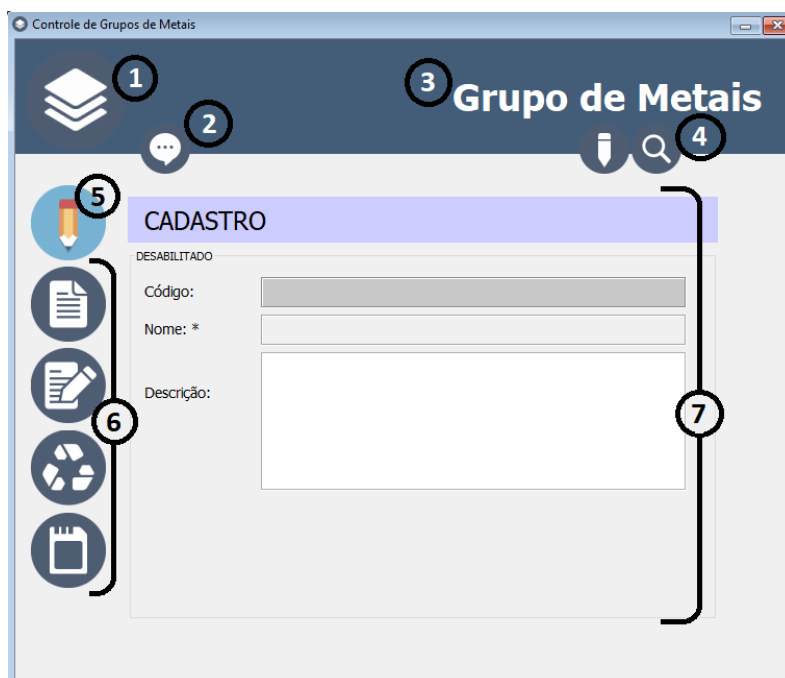 Controle de Grupos de Metais
1
3
Grupo de Metais
2
4
5
CADASTRO
DESABILITADO
Código:
Nome: *
Descrição:
6
7